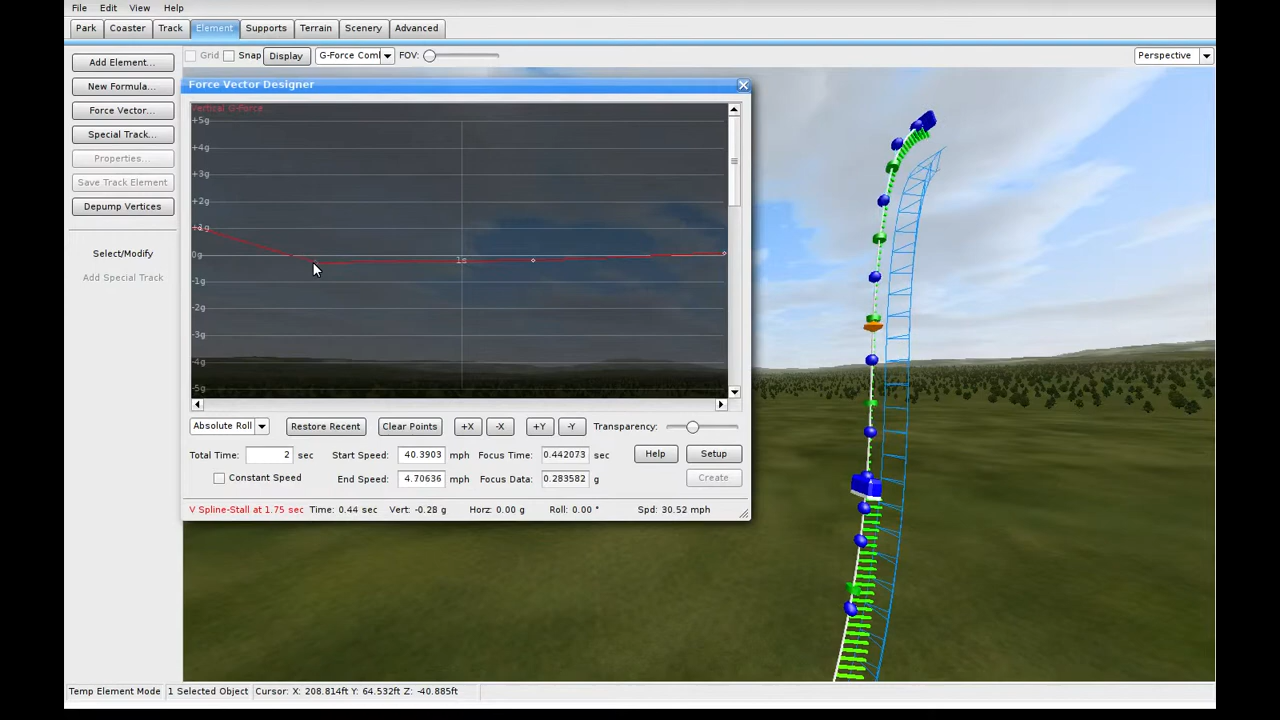 File Edit View Help
Park Coaster Track Element Supports Terrain Scenery Advanced
Add Element...
New Formula...
Force Vector...
Special Track...
Properties...
Save Track Element
Depump Vertices
Select/Modify
Add Special Track
Grid Snap Display G-Force Coml FOV: Perspective
Force Vector Designer
Vertical G-Force
+5g
+4g
+3g
+2g
+1g
0g
1s
-1g
-2g
-3g
-4g
-5g
Absolute Roll Restore Recent Clear Points +X -X +Y -Y Transparency:
Total Time: 2 sec Start Speed: 40.3903 mph Focus Time: 0.442073 sec Help Setup
Constant Speed End Speed: 4.70636 mph Focus Data: 0.283582 g Create
V Spline-Stall at 1.75 sec Time: 0.44 sec Vert: -0.28 g Horz: 0.00 g Roll: 0.00 ° Spd: 30.52 mph
Temp Element Mode 1 Selected Object Cursor: X: 208.814ft Y: 64.532ft Z: -40.885ft